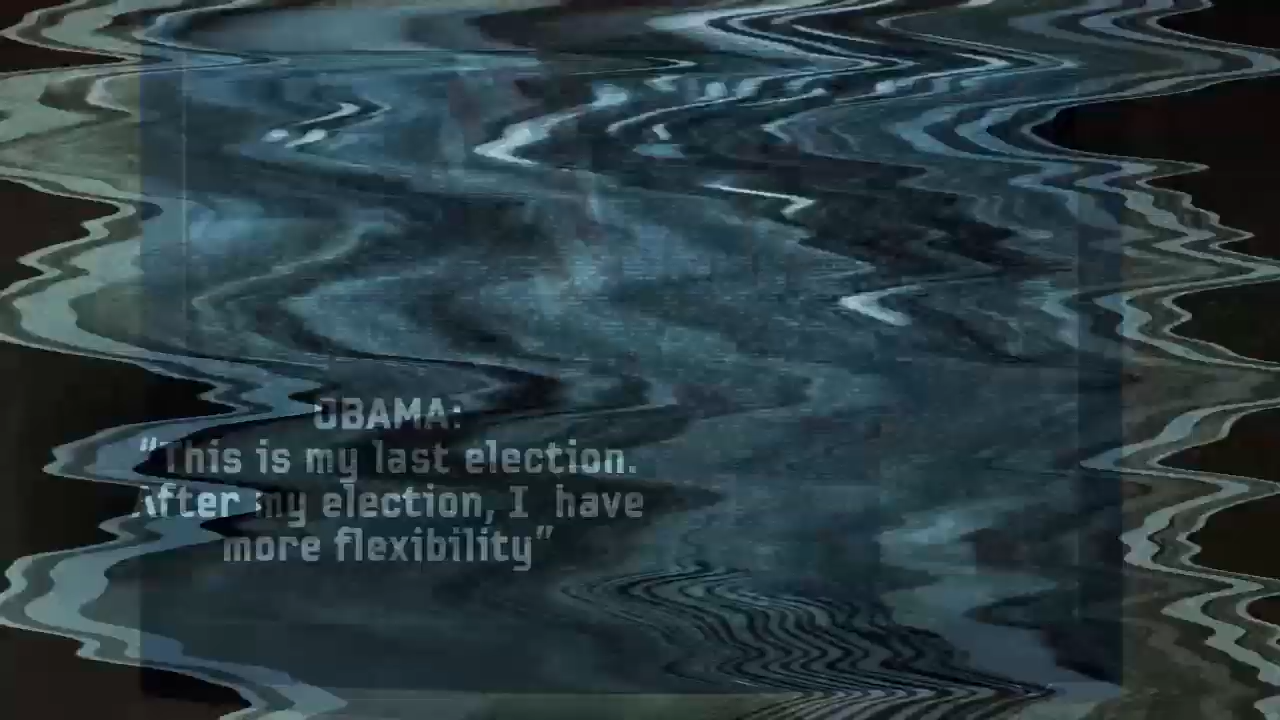 OBAMA:
“This is my last election.
After my election, I have
more flexibility”